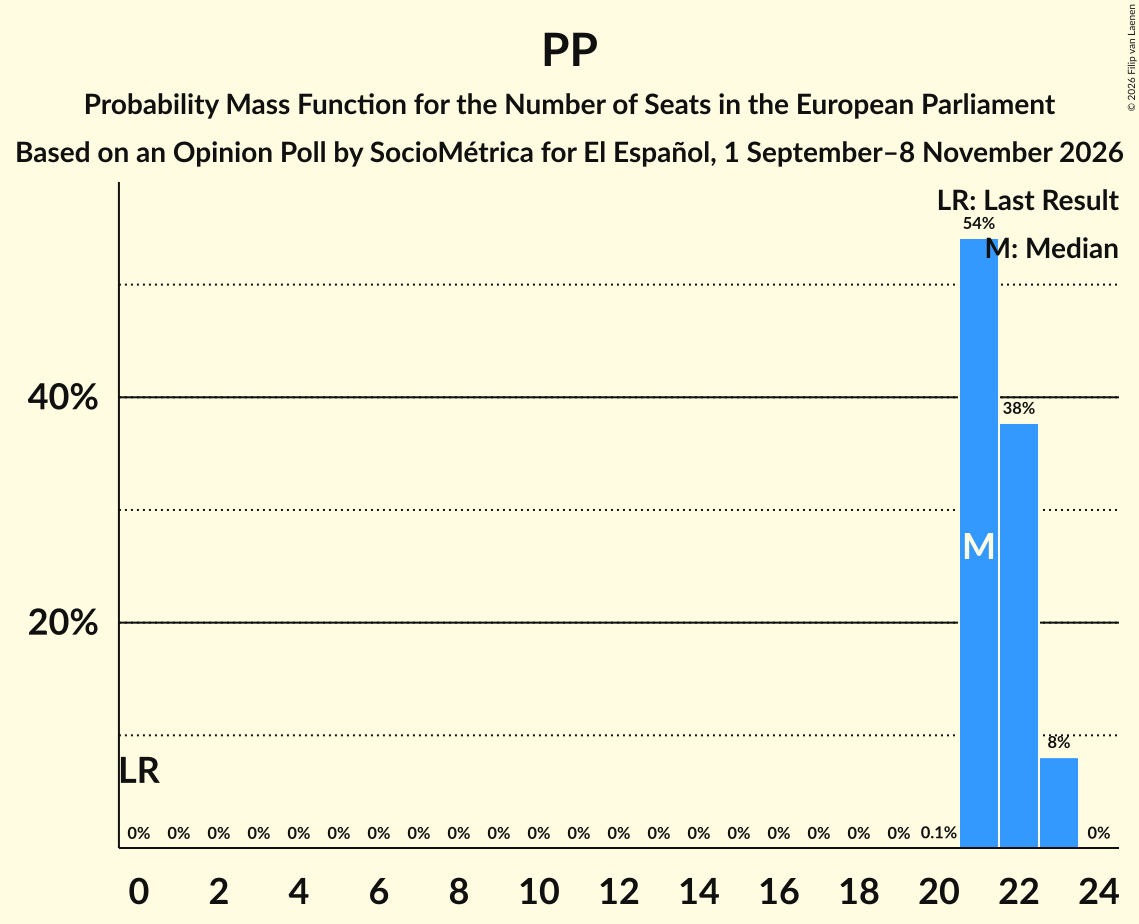 PP
Probability Mass Function for the Number of Seats in the European Parliament
Based on an Opinion Poll by SocioMétrica for El Español, 1 September–8 November 2026
© 2026 Filip van Laenen
LR: Last Result
M: Median
54%
40%
38%
M
20%
8%
LR
0% 0% 0% 0% 0% 0% 0% 0% 0% 0% 0% 0% 0% 0% 0% 0% 0% 0% 0% 0% 0.1% 0%
0 2 4 6 8 10 12 14 16 18 20 22 24